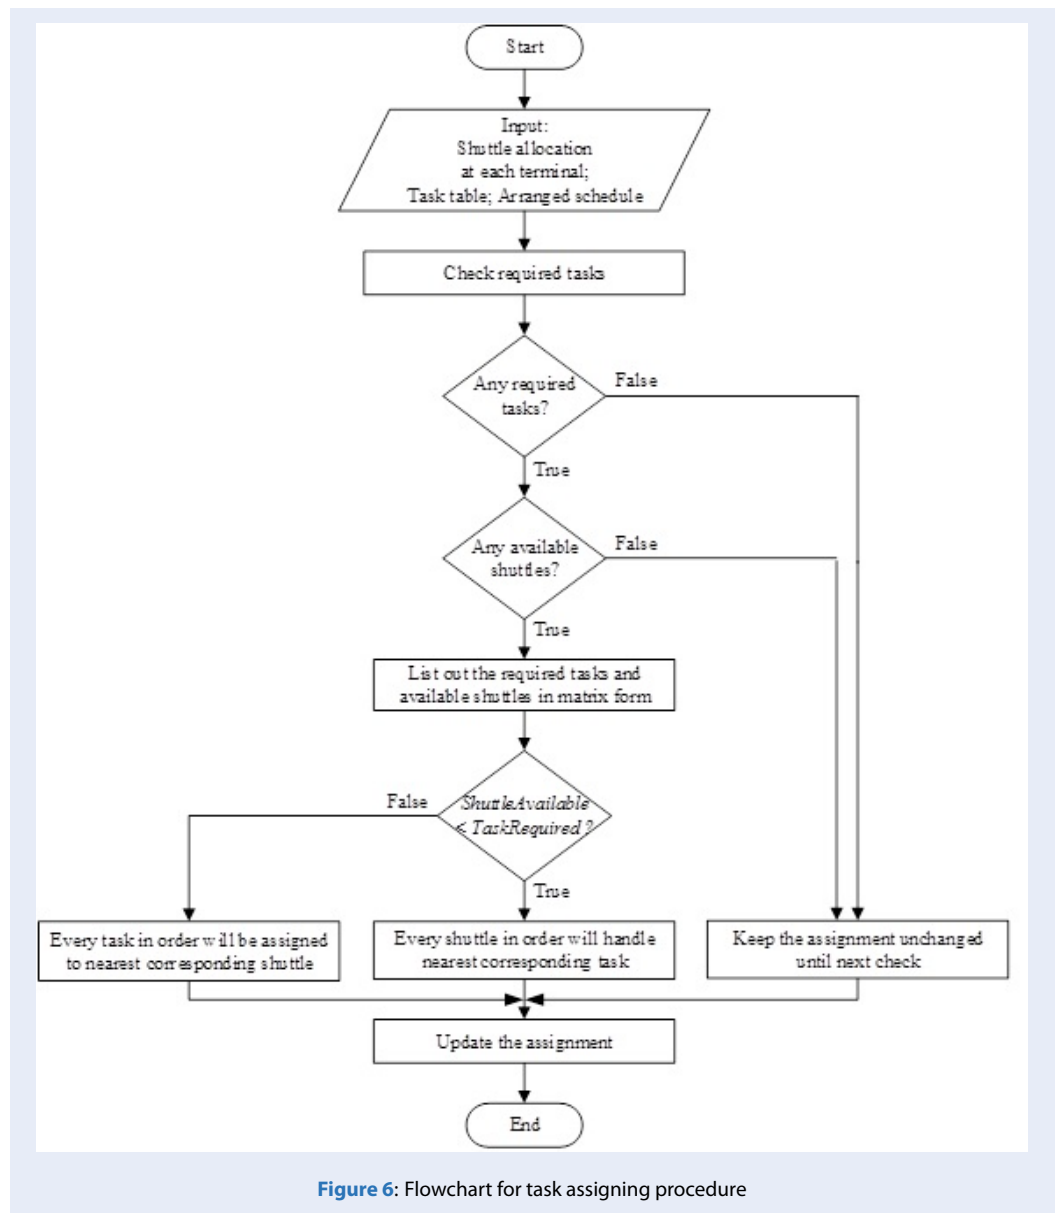 Start
Input:
Shuttle allocation
at each terminal;
Task table; Arranged schedule
Check required tasks
Any required
tasks?
False
True
Any available
shuttles?
False
True
List out the required tasks and
available shuttles in matrix form
ShuttleAvailable
< TaskRequired ?
False
True
Every task in order will be assigned
to nearest corresponding shuttle
Every shuttle in order will handle
nearest corresponding task
Keep the assignment unchanged
until next check
Update the assignment
End
Figure 6: Flowchart for task assigning procedure